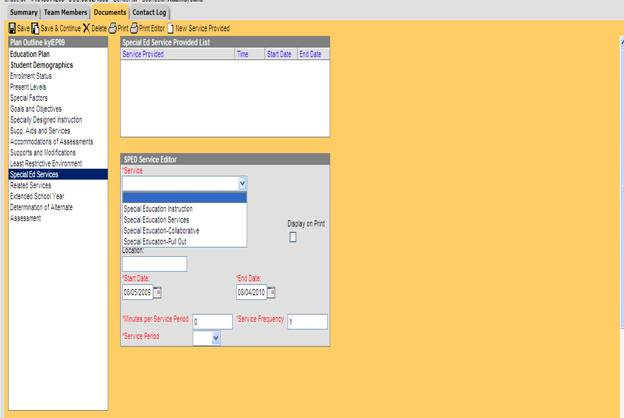 Summary Team Members Documents Contact Log
Save Save & Continue Delete Print Print Editor New Service Provided
Plan Outline kyIEP09
Education Plan
Student Demographics
Enrollment Status
Present Levels
Special Factors
Goals and Objectives
Specially Designed Instruction
Supp. Aids and Services
Accommodations of Assessments
Supports and Modifications
Least Restrictive Environment
Special Ed Services
Related Services
Extended School Year
Determination of Alternate
Assessment
Special Ed Service Provided List
Service Provided Time Start Date End Date
SPED Service Editor
*Service
Special Education Instruction
Special Education Services
Special Education-Collaborative
Special Education-Pull Out
Display on Print
Location:
*Start Date: *End Date:
08/05/2009 08/04/2010
*Minutes per Service Period 0 *Service Frequency 1
*Service Period